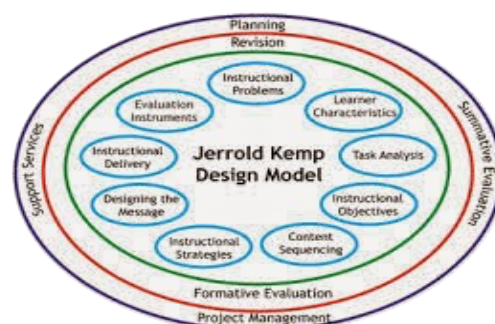 Planning
Revision
Instructional
Problems
Learner
Characteristics
Task Analysis
Instructional
Objectives
Content
Sequencing
Instructional
Strategies
Designing the
Message
Instructional
Delivery
Evaluation
Instruments
Jerrold Kemp
Design Model
Support Services
Summative Evaluation
Formative Evaluation
Project Management